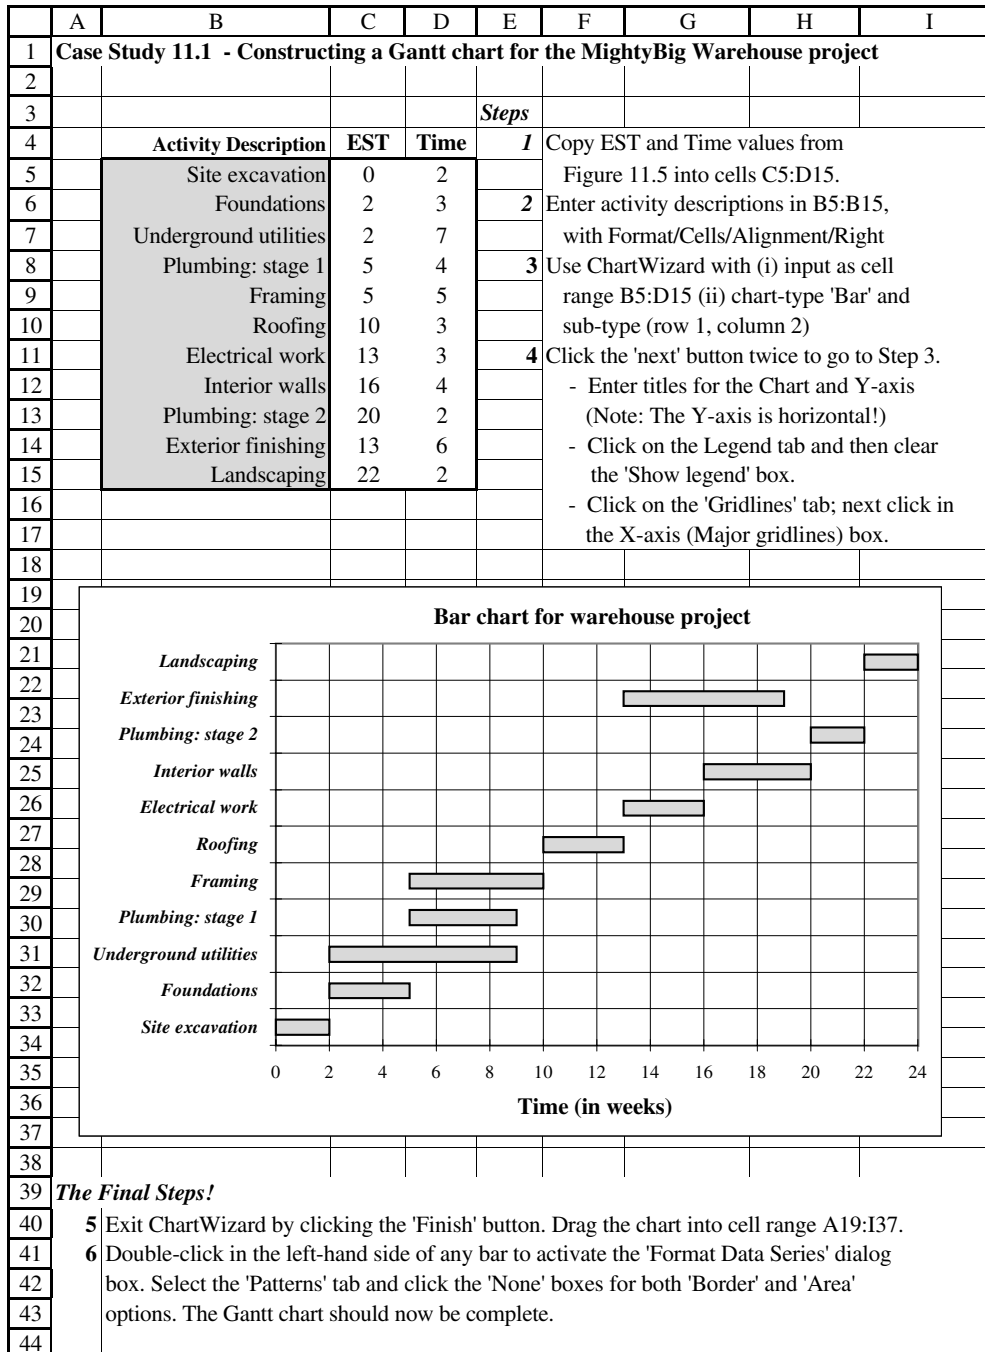 A B C D E F G H I
1 Case Study 11.1 - Constructing a Gantt chart for the MightyBig Warehouse project
2
3 Steps
4 Activity Description EST Time 1 Copy EST and Time values from
5 Site excavation 0 2 Figure 11.5 into cells C5:D15.
6 Foundations 2 3 2 Enter activity descriptions in B5:B15,
7 Underground utilities 2 7 with Format/Cells/Alignment/Right
8 Plumbing: stage 1 5 4 3 Use ChartWizard with (i) input as cell
9 Framing 5 5 range B5:D15 (ii) chart-type 'Bar' and
10 Roofing 10 3 sub-type (row 1, column 2)
11 Electrical work 13 3 4 Click the 'next' button twice to go to Step 3.
12 Interior walls 16 4 - Enter titles for the Chart and Y-axis
13 Plumbing: stage 2 20 2 (Note: The Y-axis is horizontal!)
14 Exterior finishing 13 6 - Click on the Legend tab and then clear
15 Landscaping 22 2 the 'Show legend' box.
16 - Click on the 'Gridlines' tab; next click in
17 the X-axis (Major gridlines) box.
18
19
20 Bar chart for warehouse project
21 Landscaping
22 Exterior finishing
23
24 Plumbing: stage 2
25 Interior walls
26 Electrical work
27 Roofing
28
29 Framing
30 Plumbing: stage 1
31 Underground utilities
32 Foundations
33
34 Site excavation
35 0 2 4 6 8 10 12 14 16 18 20 22 24
36 Time (in weeks)
37
38
39 The Final Steps!
40 5 Exit ChartWizard by clicking the 'Finish' button. Drag the chart into cell range A19:I37.
41 6 Double-click in the left-hand side of any bar to activate the 'Format Data Series' dialog
42 box. Select the 'Patterns' tab and click the 'None' boxes for both 'Border' and 'Area'
43 options. The Gantt chart should now be complete.
44